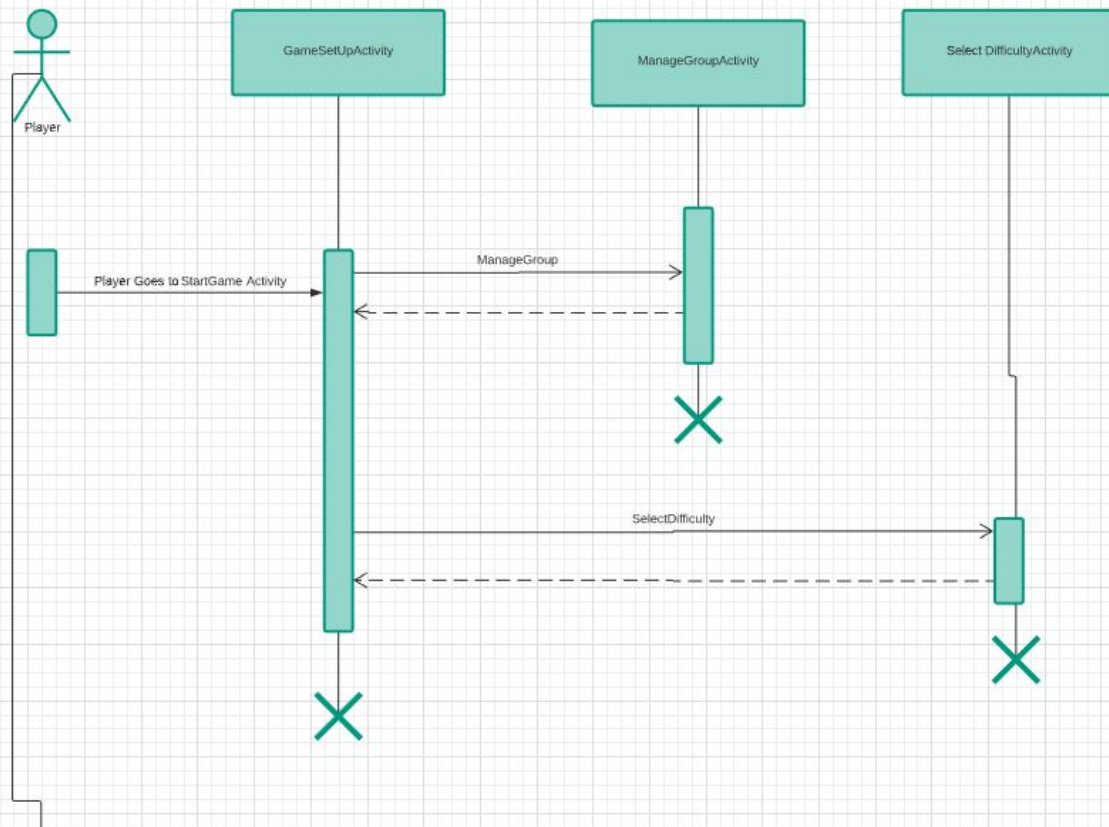 GameSetUpActivity
ManageGroupActivity
Select DifficultyActivity
Player
ManageGroup
Player Goes to StartGame Activity
SelectDifficulty